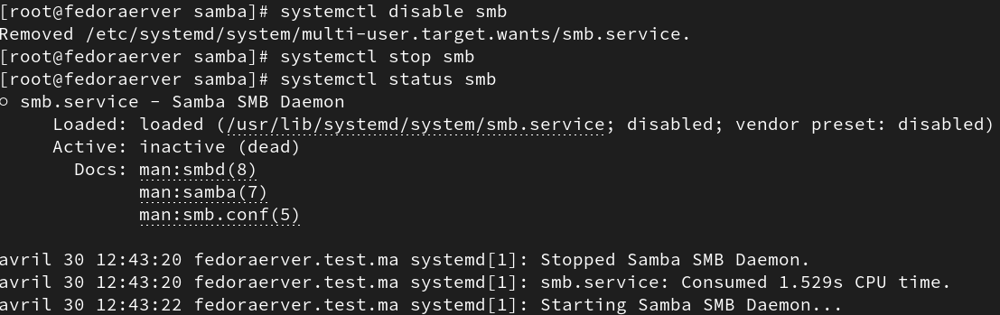 [root@fedoraerver samba]# systemctl disable smb
Removed /etc/systemd/system/multi-user.target.wants/smb.service.
[root@fedoraerver samba]# systemctl stop smb
[root@fedoraerver samba]# systemctl status smb
○ smb.service - Samba SMB Daemon
     Loaded: loaded (/usr/lib/systemd/system/smb.service; disabled; vendor preset: disabled)
     Active: inactive (dead)
       Docs: man:smbd(8)
             man:samba(7)
             man:smb.conf(5)

avril 30 12:43:20 fedoraerver.test.ma systemd[1]: Stopped Samba SMB Daemon.
avril 30 12:43:20 fedoraerver.test.ma systemd[1]: smb.service: Consumed 1.529s CPU time.
avril 30 12:43:22 fedoraerver.test.ma systemd[1]: Starting Samba SMB Daemon...